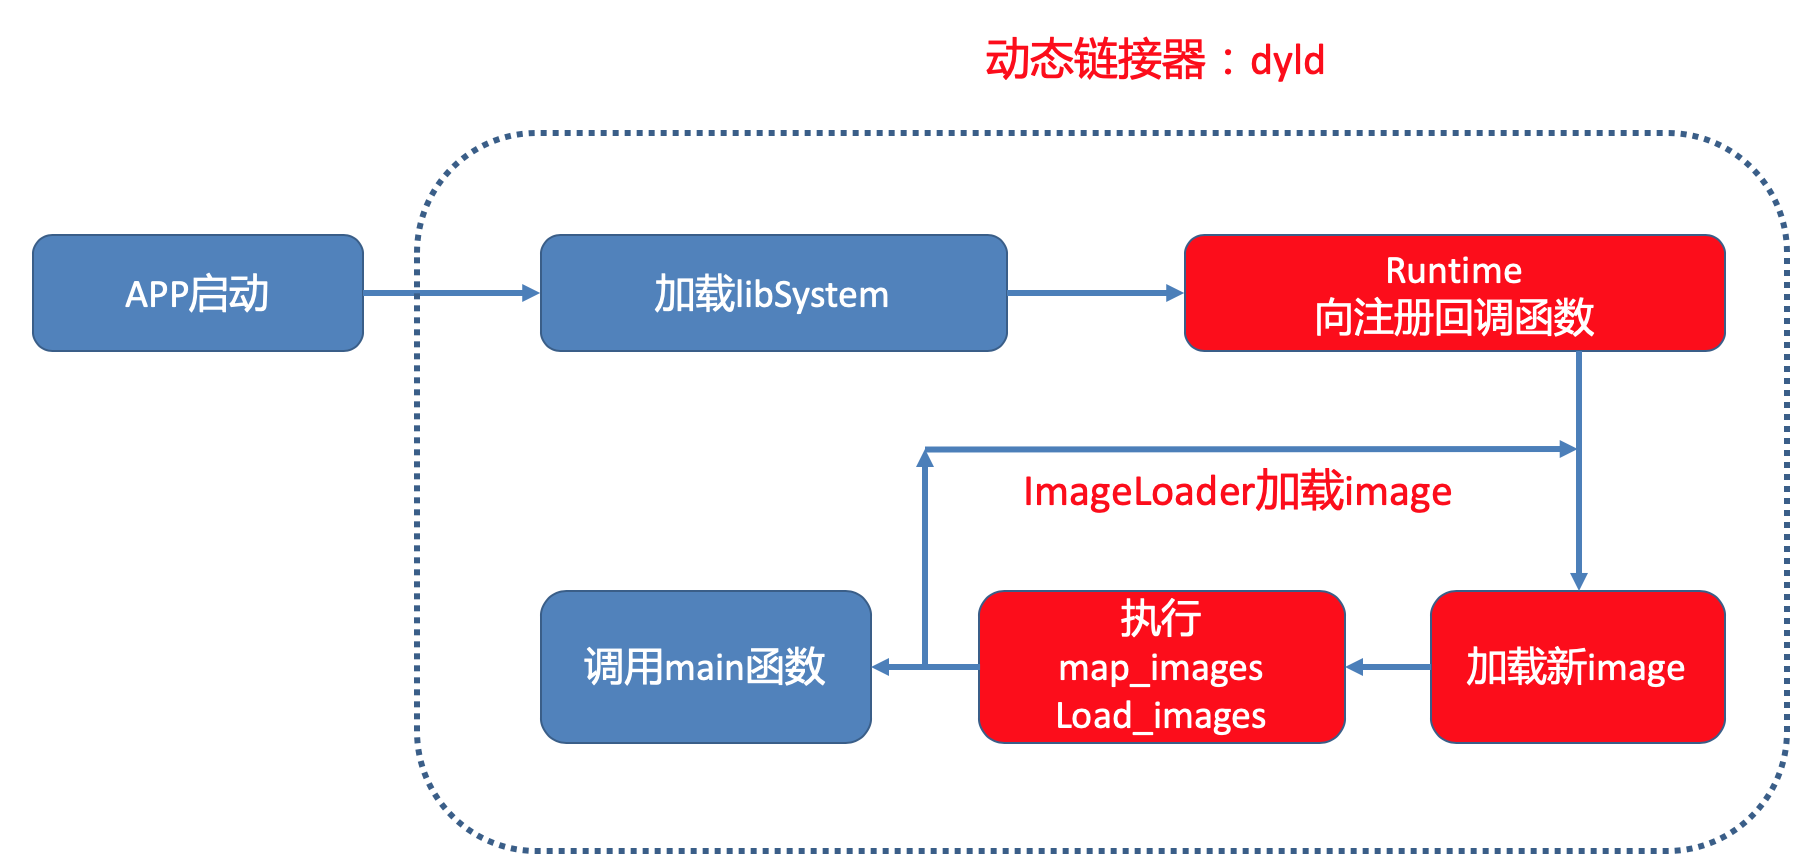 动态链接器：dyld
APP启动
加载libSystem
Runtime
向注册回调函数
ImageLoader加载image
调用main函数
执行
map_images
Load_images
加载新image